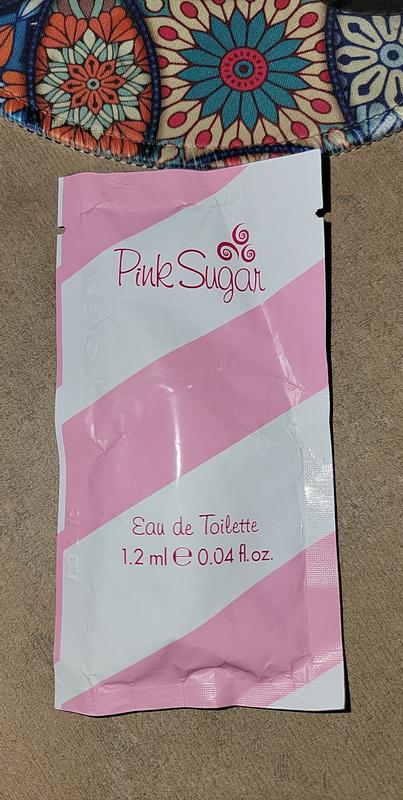 Pink Sugar
Eau de Toilette
1.2 ml ℮ 0.04 fl.oz.